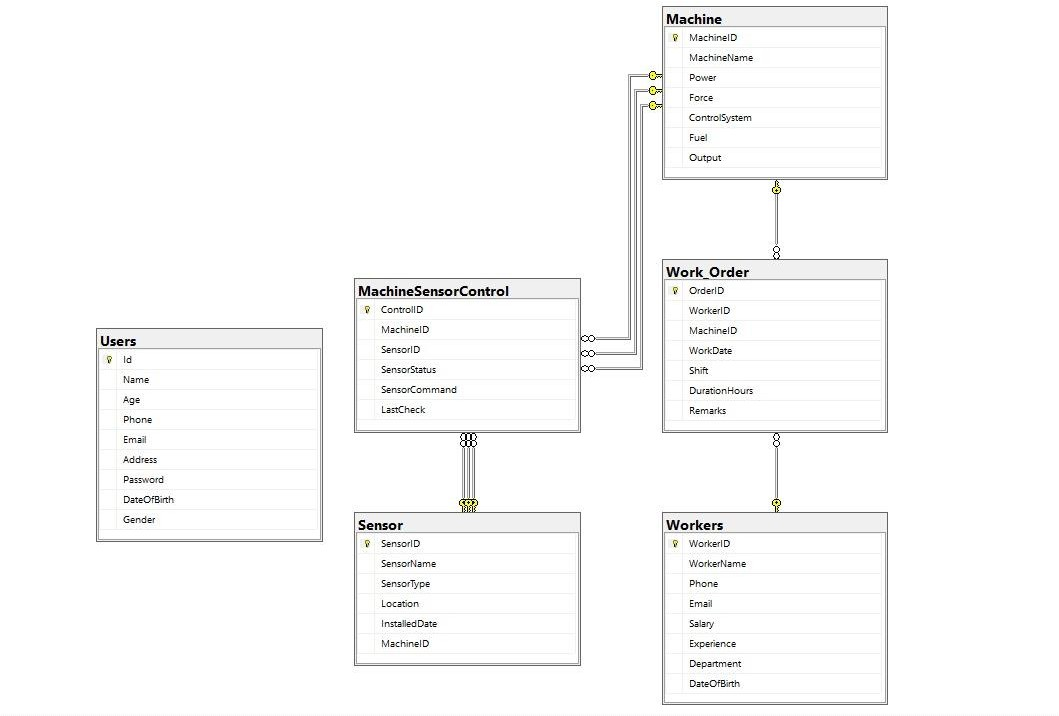 Machine
MachineID
MachineName
Power
Force
ControlSystem
Fuel
Output
Work_Order
OrderID
WorkerID
MachineID
WorkDate
Shift
DurationHours
Remarks
MachineSensorControl
ControlID
MachineID
SensorID
SensorStatus
SensorCommand
LastCheck
Users
Id
Name
Age
Phone
Email
Address
Password
DateOfBirth
Gender
Sensor
SensorID
SensorName
SensorType
Location
InstalledDate
MachineID
Workers
WorkerID
WorkerName
Phone
Email
Salary
Experience
Department
DateOfBirth